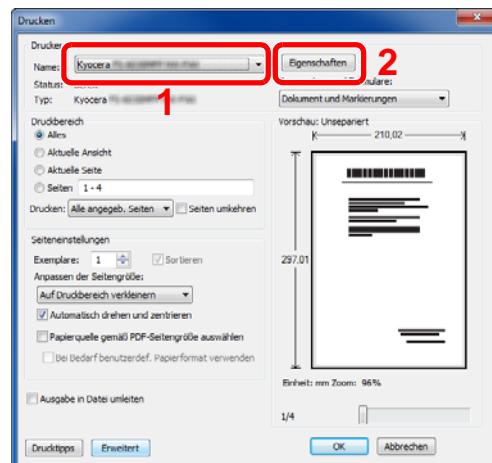 Drucken
Drucker
Name: Kyocera
Eigenschaften
1
2
Status:
Typ: Kyocera
Dokument und Markierungen
Druckbereich
Alles
Aktuelle Ansicht
Aktuelle Seite
Seiten 1 - 4
Drucken: Alle angegeb. Seiten Seiten umkehren
Vorschau: Unsepariert
210,02
297,01
Seiteneinstellungen
Exemplare: 1 Sortieren
Anpassen der Seitengröße:
Auf Druckbereich verkleinern
Automatisch drehen und zentrieren
Papierquelle gemäß PDF-Seitengröße auswählen
Bei Bedarf benutzerdef. Papierformat verwenden
Einheit: mm Zoom: 96%
Ausgabe in Datei umleiten
1/4
Drucktipps
Erweitert
OK
Abbrechen